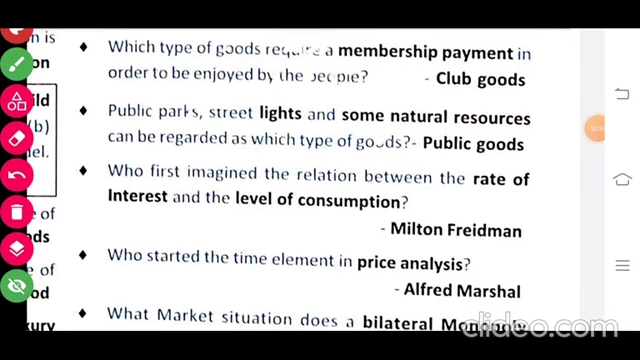 n is
on
ild
(b)
nel.
e of
ods
e of
od
xury
♦ Which type of goods require a membership payment in
order to be enjoyed by the people?
- Club goods
♦ Public parks, street lights and some natural resources
can be regarded as which type of goods?- Public goods
♦ Who first imagined the relation between the rate of
Interest and the level of consumption?
- Milton Freidman
♦ Who started the time element in price analysis?
- Alfred Marshal
♦ What Market situation does a bilateral Monopoly
clideo.com